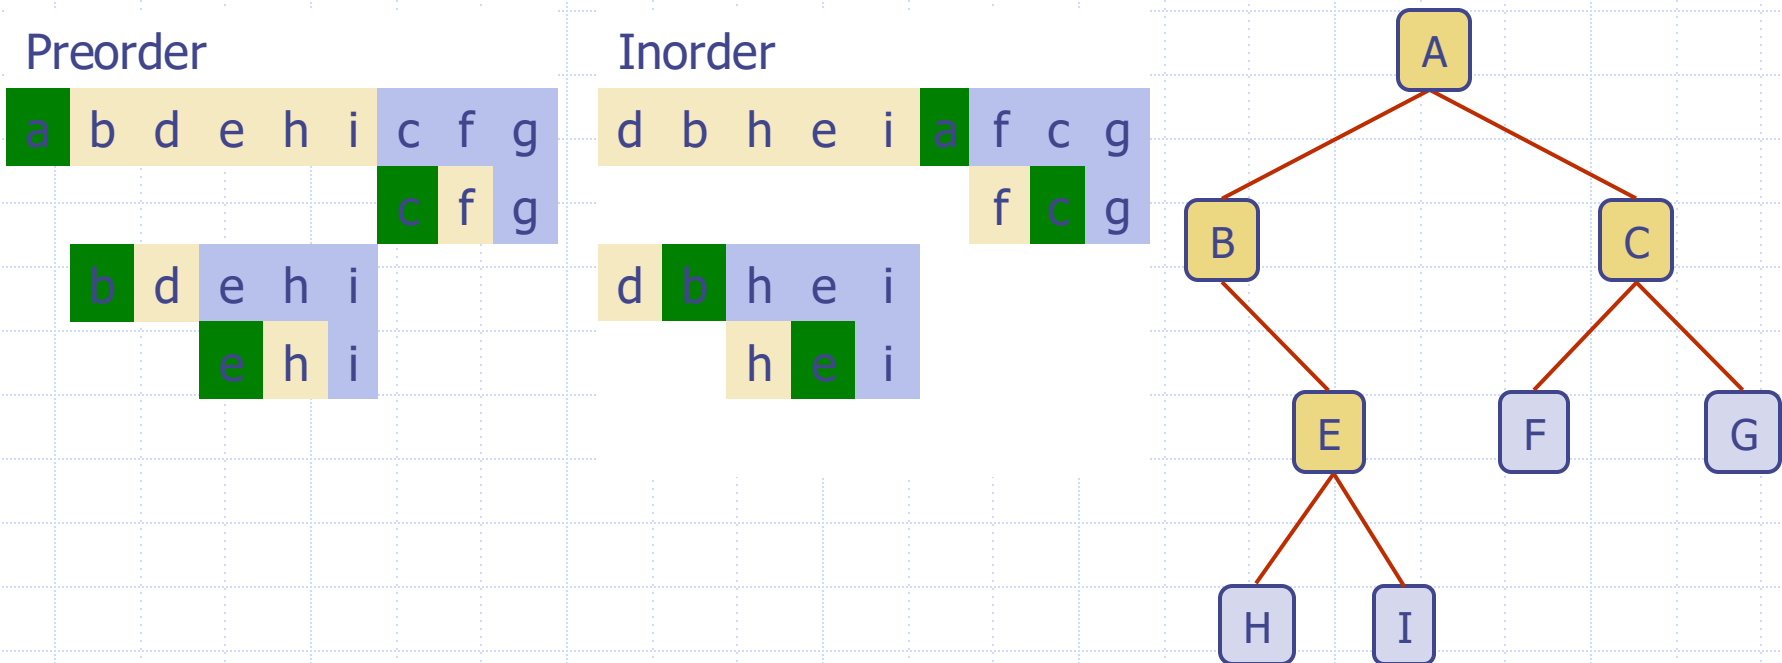 Preorder
a b d e h i c f g
c f g
b d e h i
e h i
Inorder
d b h e i a f c g
f c g
d b h e i
h e i
A
B C
E F G
H I